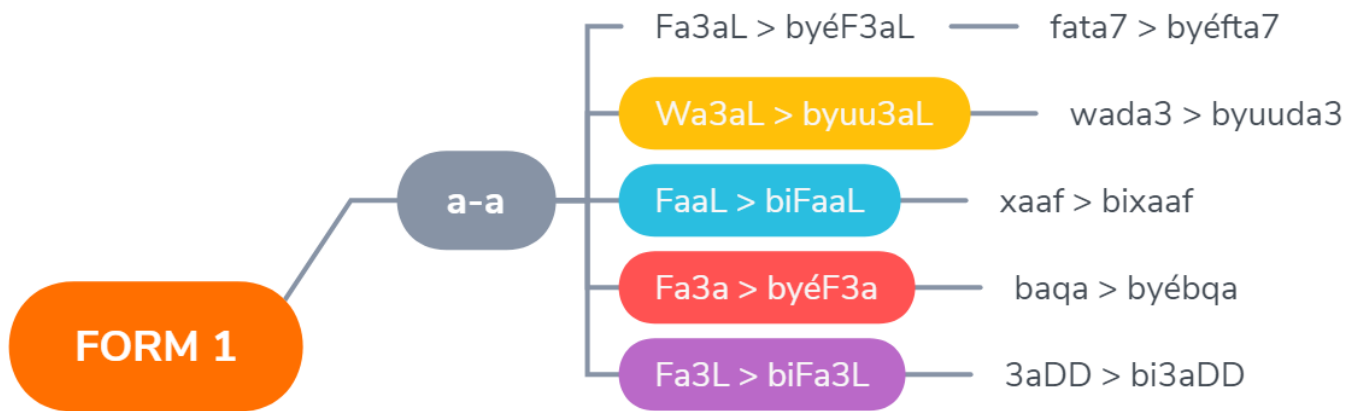 FORM 1
a-a
Fa3aL > byéF3aL
fata7 > byéfta7
Wa3aL > byuu3aL
wada3 > byuuda3
FaaL > biFaaL
xaaf > bixaaf
Fa3a > byéF3a
baqa > byébqa
Fa3L > biFa3L
3aDD > bi3aDD